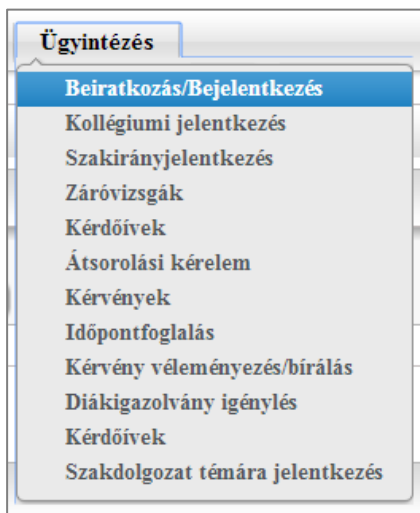 Ügyintézés
Beiratkozás/Bejelentkezés
Kollégiumi jelentkezés
Szakirányjelentkezés
Záróvizsgák
Kérdőívek
Átsorolási kérelem
Kérvények
Időpontfoglalás
Kérvény véleményezés/bírálás
Diákigazolvány igénylés
Kérdőívek
Szakdolgozat témára jelentkezés